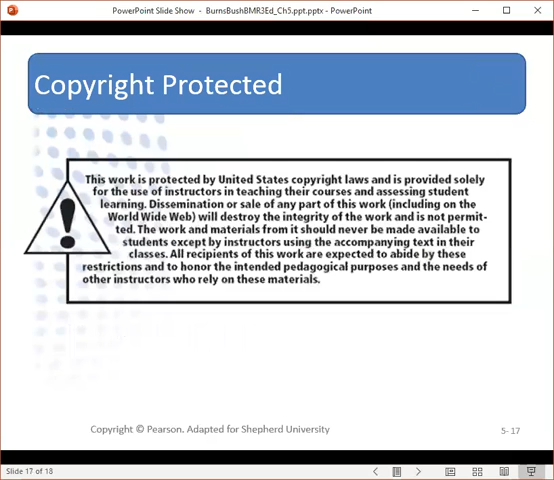 PowerPoint Slide Show - BurnsBushBMR3Ed_Ch5.ppt.pptx - PowerPoint
Copyright Protected
This work is protected by United States copyright laws and is provided solely
for the use of instructors in teaching their courses and assessing student
learning. Dissemination or sale of any part of this work (including on the
World Wide Web) will destroy the integrity of the work and is not permit-
ted. The work and materials from it should never be made available to
students except by instructors using the accompanying text in their
classes. All recipients of this work are expected to abide by these
restrictions and to honor the intended pedagogical purposes and the needs of
other instructors who rely on these materials.
Copyright © Pearson. Adapted for Shepherd University
5- 17
Slide 17 of 18